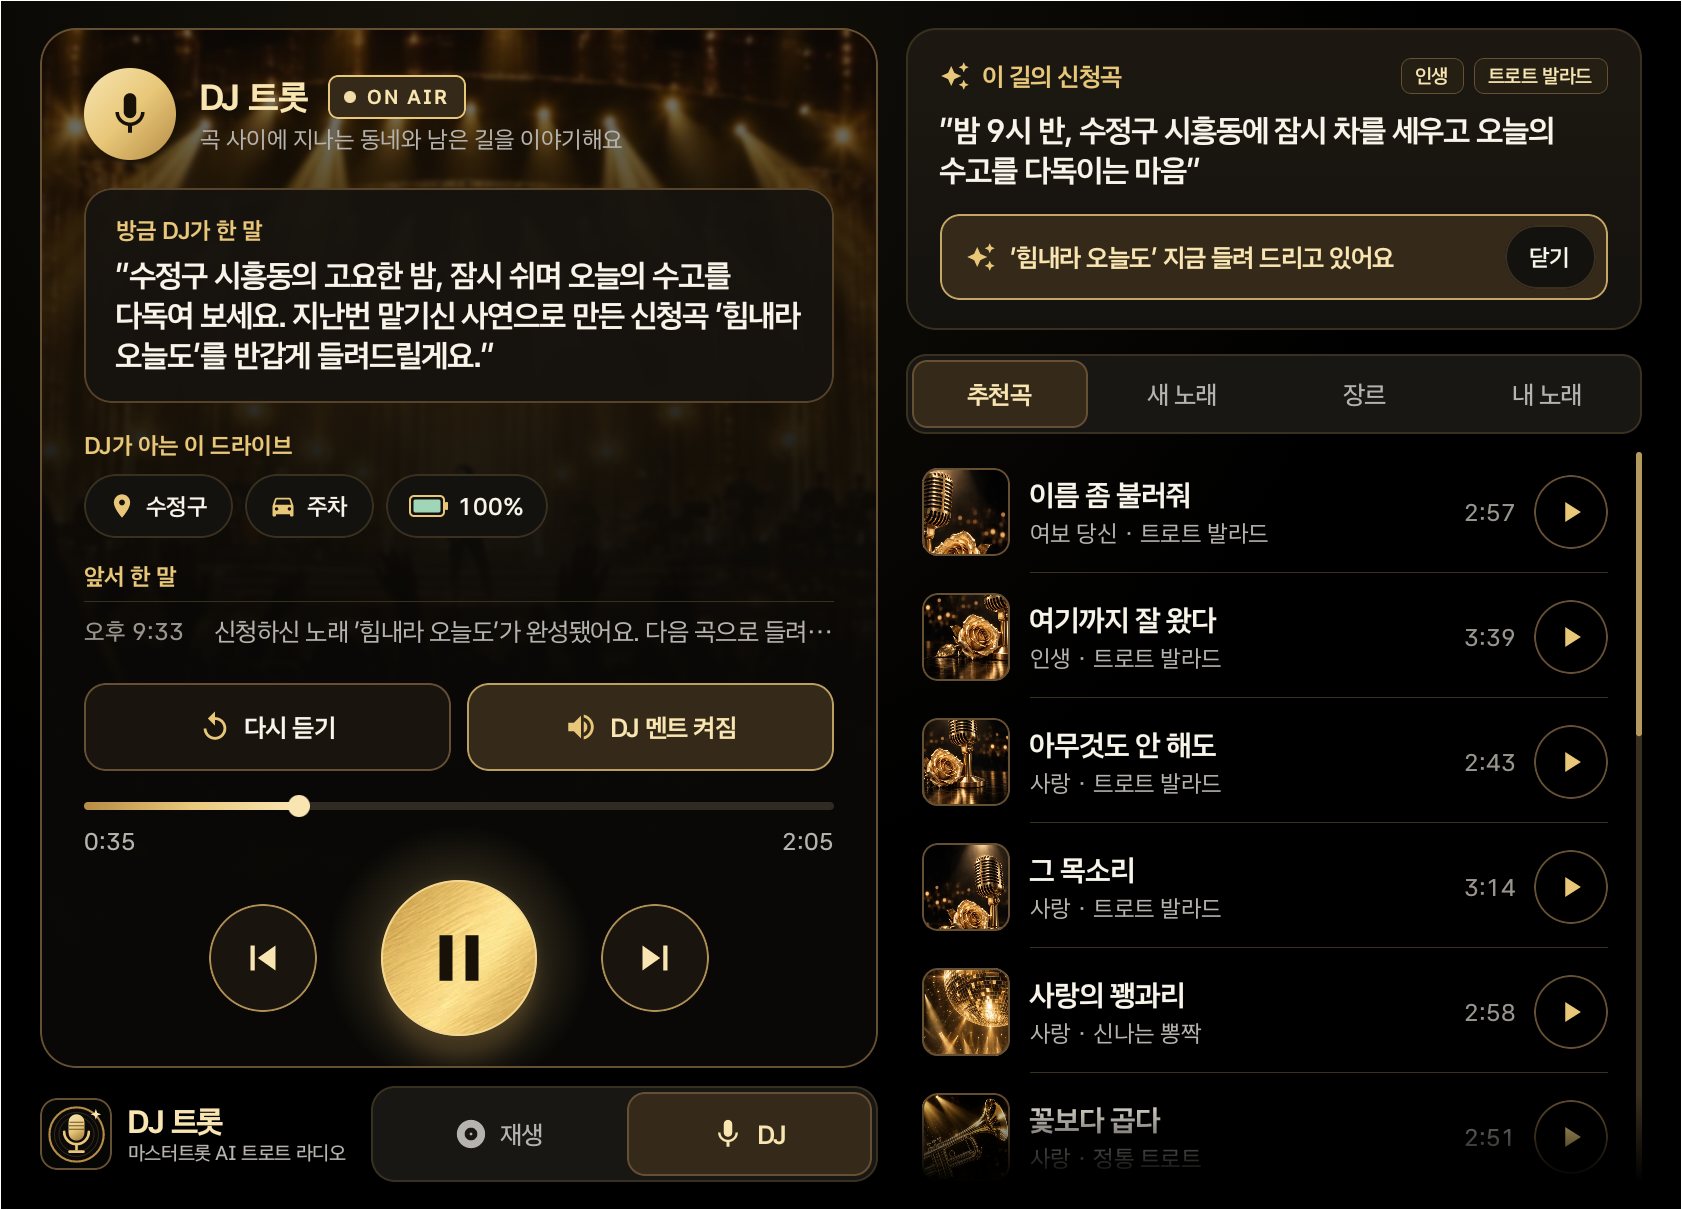 DJ 트롯
ON AIR
곡 사이에 지나는 동네와 남은 길을 이야기해요
방금 DJ가 한 말
"수정구 시흥동의 고요한 밤, 잠시 쉬며 오늘의 수고를
다독여 보세요. 지난번 맡기신 사연으로 만든 신청곡 '힘내라
오늘도'를 반갑게 들려드릴게요."
DJ가 아는 이 드라이브
수정구
주차
100%
앞서 한 말
오후 9:33 신청하신 노래 '힘내라 오늘도'가 완성됐어요. 다음 곡으로 들려…
다시 듣기
DJ 멘트 켜짐
0:35
2:05
DJ 트롯
마스터트롯 AI 트로트 라디오
재생
DJ
이 길의 신청곡
인생
트로트 발라드
"밤 9시 반, 수정구 시흥동에 잠시 차를 세우고 오늘의
수고를 다독이는 마음"
'힘내라 오늘도' 지금 들려 드리고 있어요
닫기
추천곡
새 노래
장르
내 노래
이름 좀 불러줘
여보 당신 · 트로트 발라드
2:57
여기까지 잘 왔다
인생 · 트로트 발라드
3:39
아무것도 안 해도
사랑 · 트로트 발라드
2:43
그 목소리
사랑 · 트로트 발라드
3:14
사랑의 꽹과리
사랑 · 신나는 뽕짝
2:58
꽃보다 곱다
사랑 · 정통 트로트
2:51